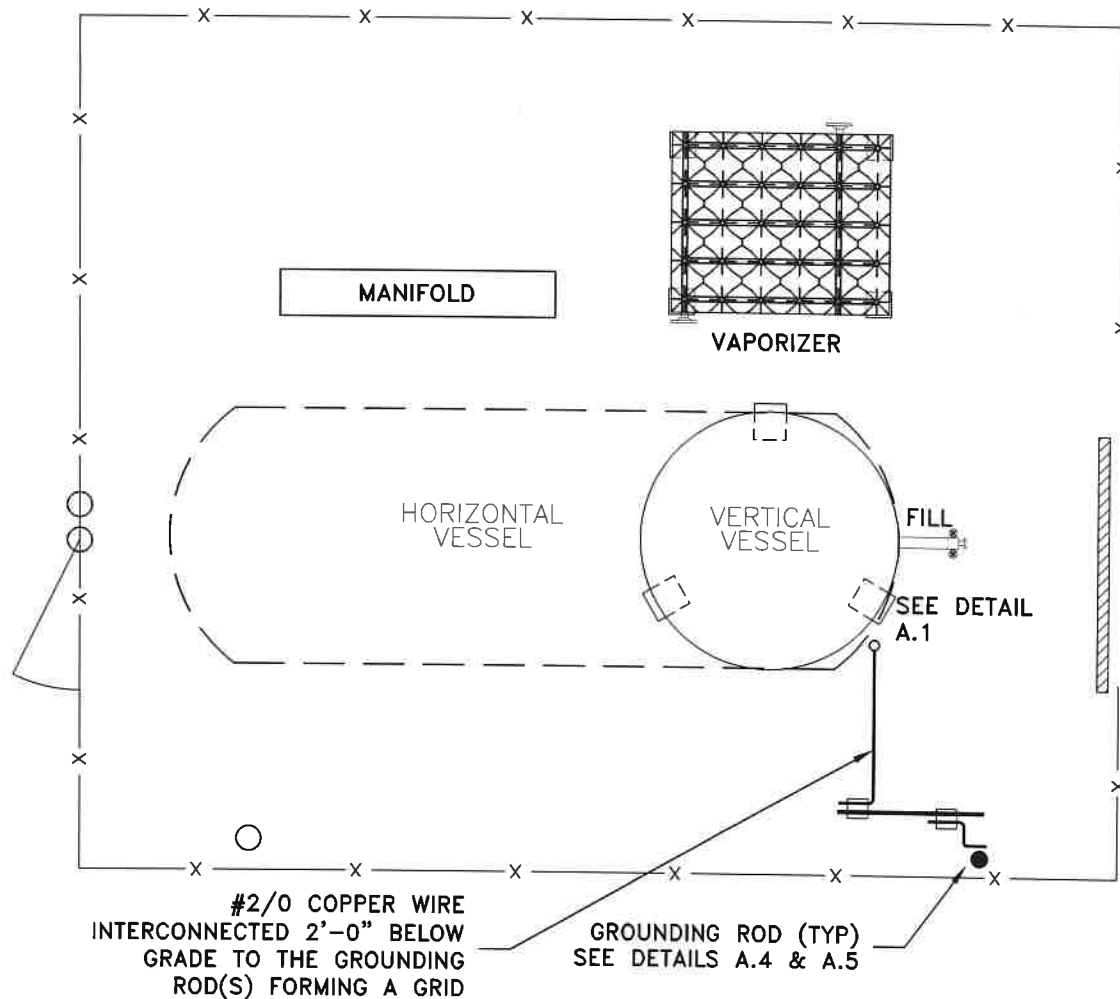 MANIFOLD
VAPORIZER
HORIZONTAL
VESSEL
VERTICAL
VESSEL
FILL
SEE DETAIL
A.1
#2/0 COPPER WIRE
INTERCONNECTED 2'-0" BELOW
GRADE TO THE GROUNDING
ROD(S) FORMING A GRID
GROUNDING ROD (TYP)
SEE DETAILS A.4 & A.5